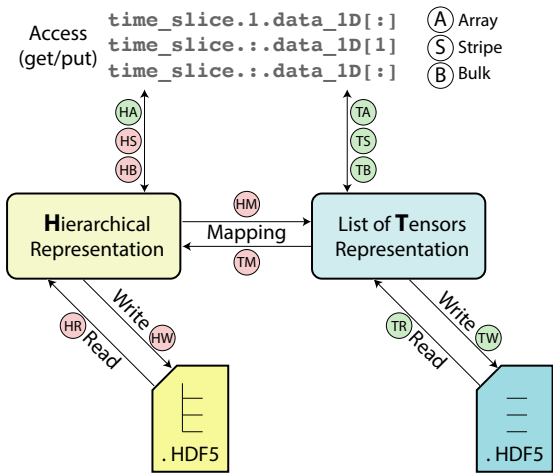 Access
(get/put)
time_slice.1.data_1D[:]
time_slice.:.data_1D[1]
time_slice.:.data_1D[:]
A Array
S Stripe
B Bulk
HA
HS
HB
TA
TS
TB
Hierarchical
Representation
HM
Mapping
TM
List of Tensors
Representation
Write
HW
HR
Read
Write
TW
TR
Read
.HDF5
.HDF5